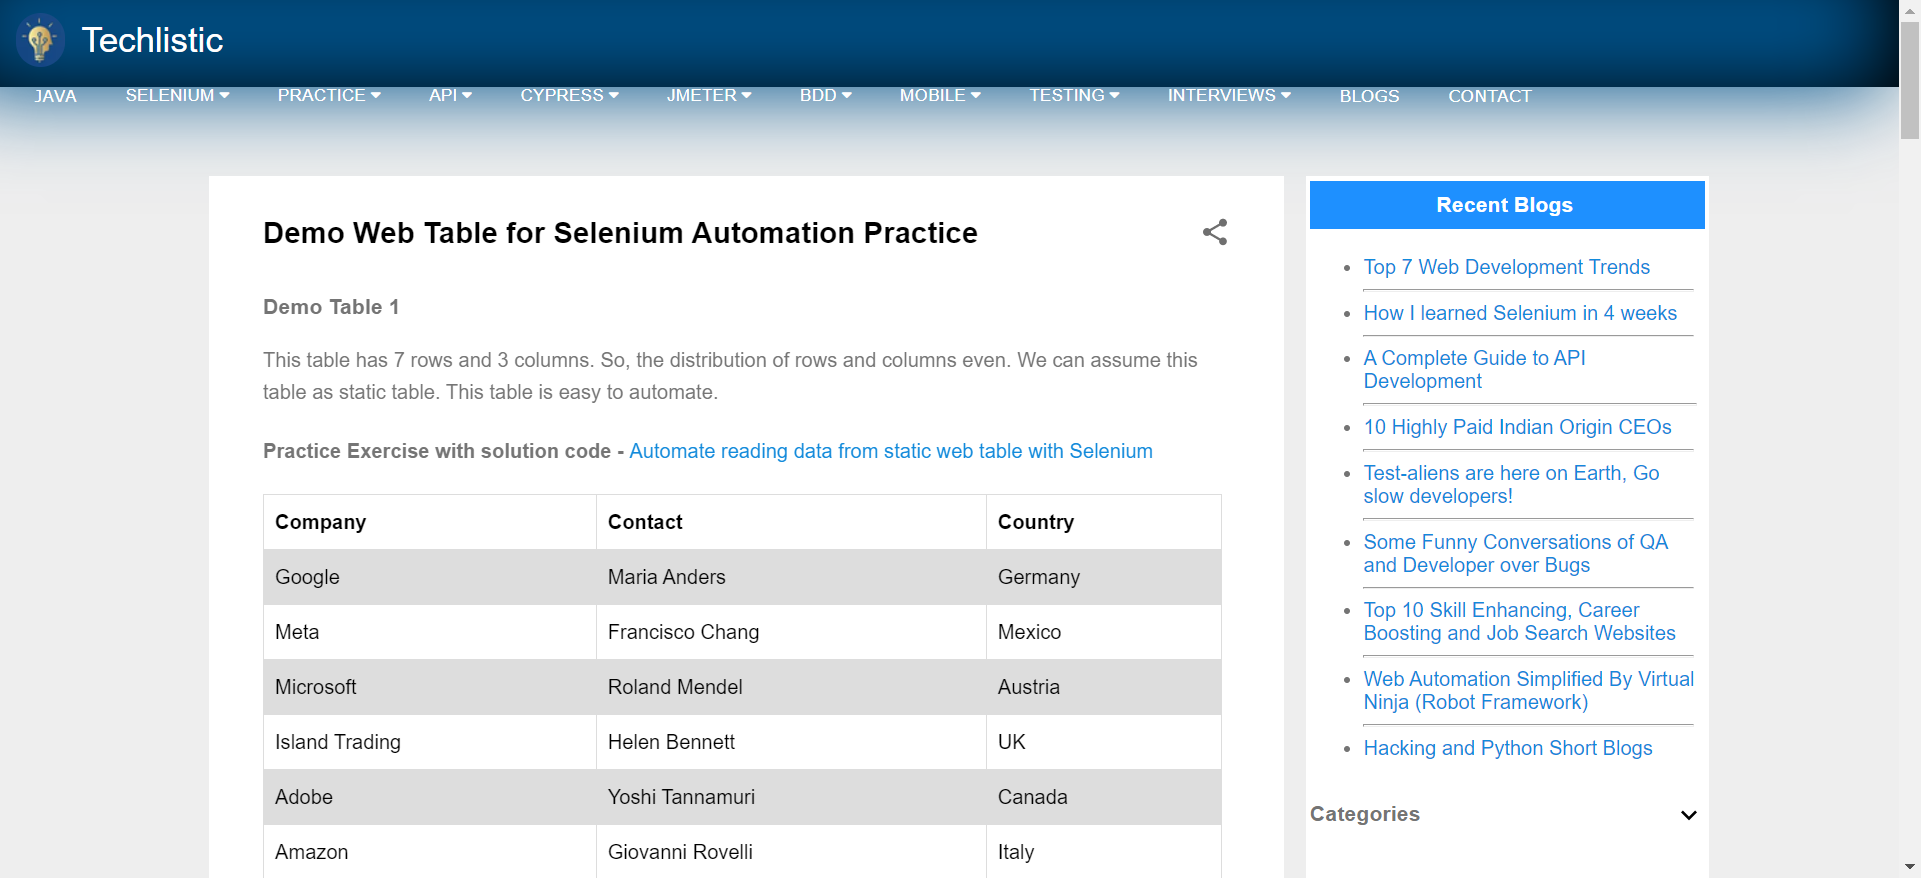 Techlistic
JAVA SELENIUM PRACTICE API CYPRESS JMETER BDD MOBILE TESTING INTERVIEWS BLOGS CONTACT
Demo Web Table for Selenium Automation Practice
Demo Table 1
This table has 7 rows and 3 columns. So, the distribution of rows and columns even. We can assume this
table as static table. This table is easy to automate.
Practice Exercise with solution code - Automate reading data from static web table with Selenium
Company Contact Country
Google Maria Anders Germany
Meta Francisco Chang Mexico
Microsoft Roland Mendel Austria
Island Trading Helen Bennett UK
Adobe Yoshi Tannamuri Canada
Amazon Giovanni Rovelli Italy
Recent Blogs
Top 7 Web Development Trends
How I learned Selenium in 4 weeks
A Complete Guide to API
Development
10 Highly Paid Indian Origin CEOs
Test-aliens are here on Earth, Go
slow developers!
Some Funny Conversations of QA
and Developer over Bugs
Top 10 Skill Enhancing, Career
Boosting and Job Search Websites
Web Automation Simplified By Virtual
Ninja (Robot Framework)
Hacking and Python Short Blogs
Categories